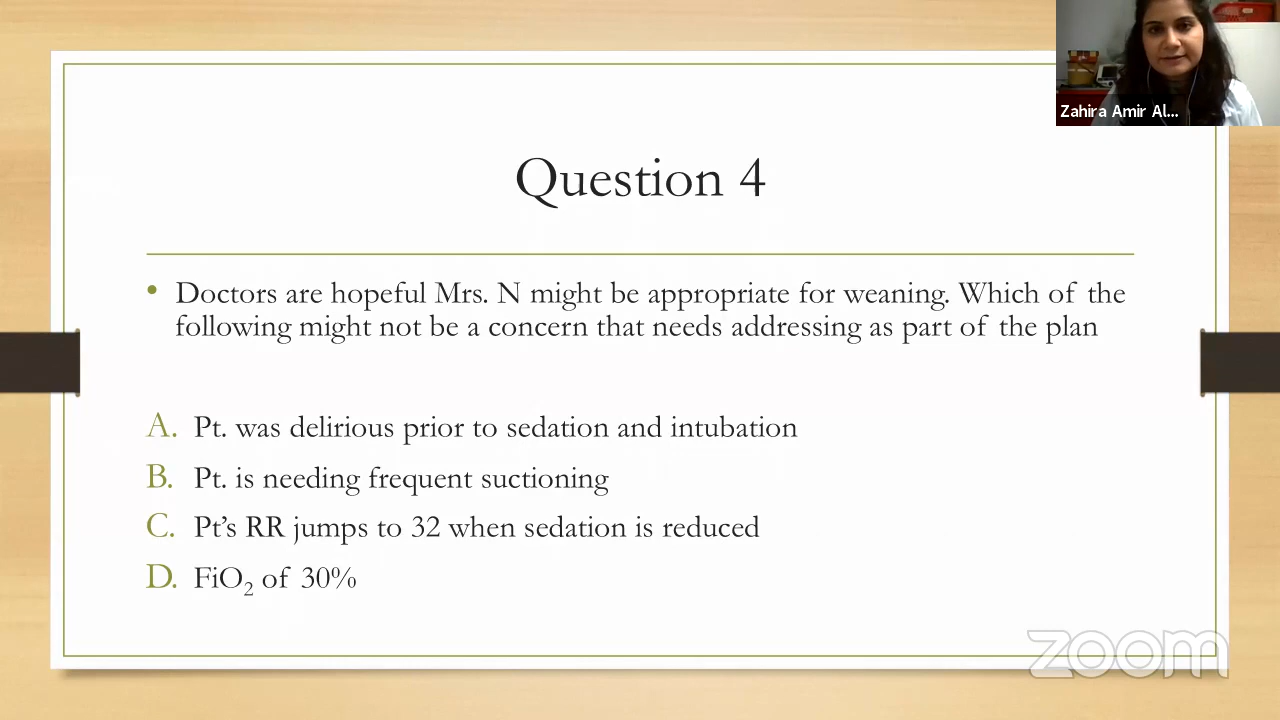 Zahira Amir Al...
Question 4
• Doctors are hopeful Mrs. N might be appropriate for weaning. Which of the
following might not be a concern that needs addressing as part of the plan
A. Pt. was delirious prior to sedation and intubation
B. Pt. is needing frequent suctioning
C. Pt’s RR jumps to 32 when sedation is reduced
D. FiO₂ of 30%
zoom